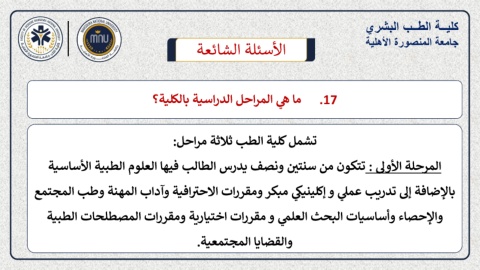 كلية الطب البشري
جامعة المنصورة الأهلية
MNU
الأسئلة الشائعة
17. ما هي المراحل الدراسية بالكلية؟
تشمل كلية الطب ثلاثة مراحل:
المرحلة الأولى : تتكون من سنتين ونصف يدرس الطالب فيها العلوم الطبية الأساسية
بالإضافة إلى تدريب عملي و إكلينيكي مبكر ومقررات الاحترافية وآداب المهنة وطب المجتمع
والإحصاء وأساسيات البحث العلمي و مقررات اختيارية ومقررات المصطلحات الطبية
والقضايا المجتمعية.